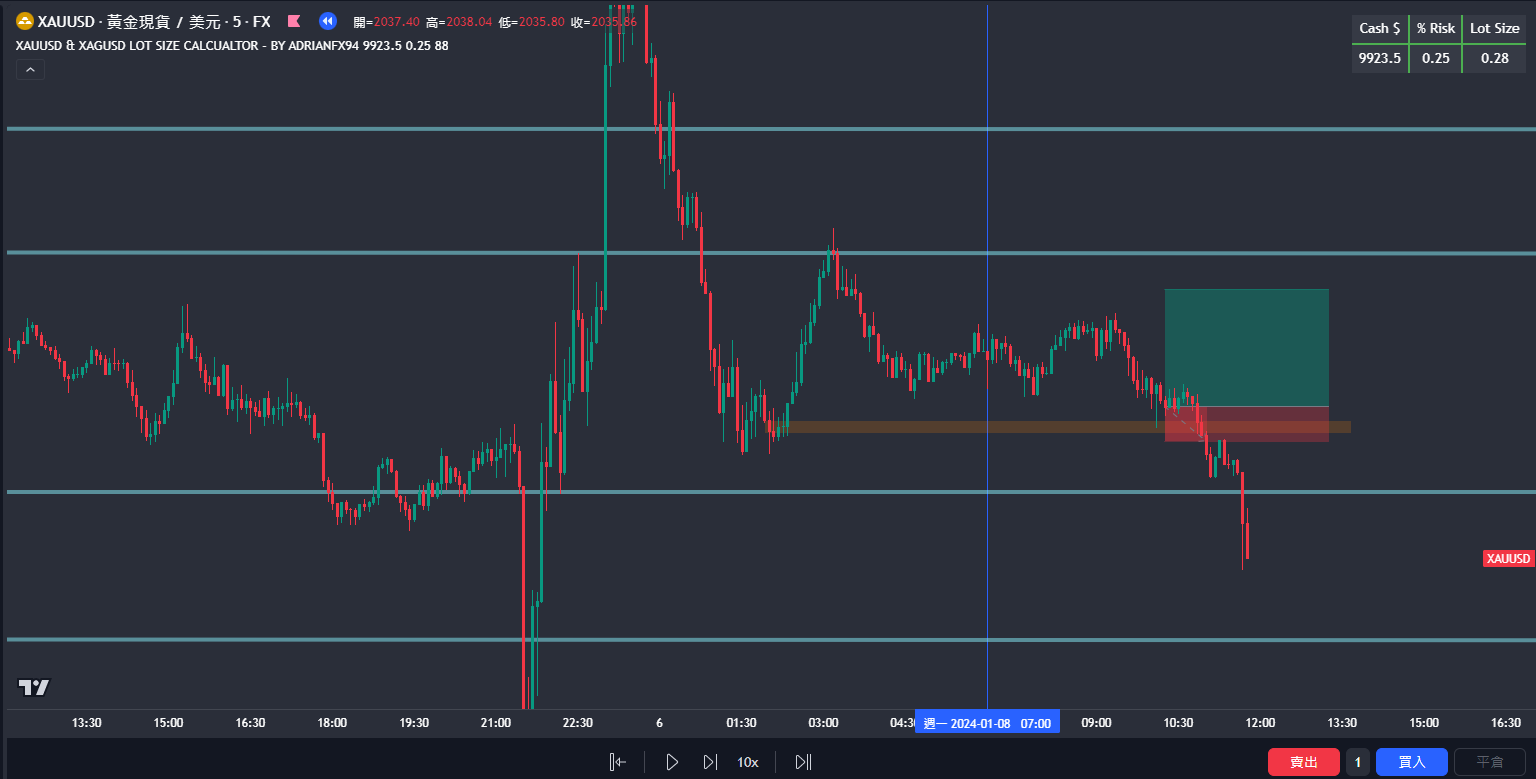 XAUUSD · 黃金現貨 / 美元 · 5 · FX 開=2037.40 高=2038.04 低=2035.80 收=2035.86
XAUUSD & XAGUSD LOT SIZE CALCUALTOR - BY ADRIANFX94 9923.5 0.25 88
Cash $ % Risk Lot Size
9923.5 0.25 0.28
XAUUSD
13:30 15:00 16:30 18:00 19:30 21:00 22:30 6 01:30 03:00 04:30 週一 2024-01-08 07:00 09:00 10:30 12:00 13:30 15:00 16:30
10x 賣出 1 買入 平倉